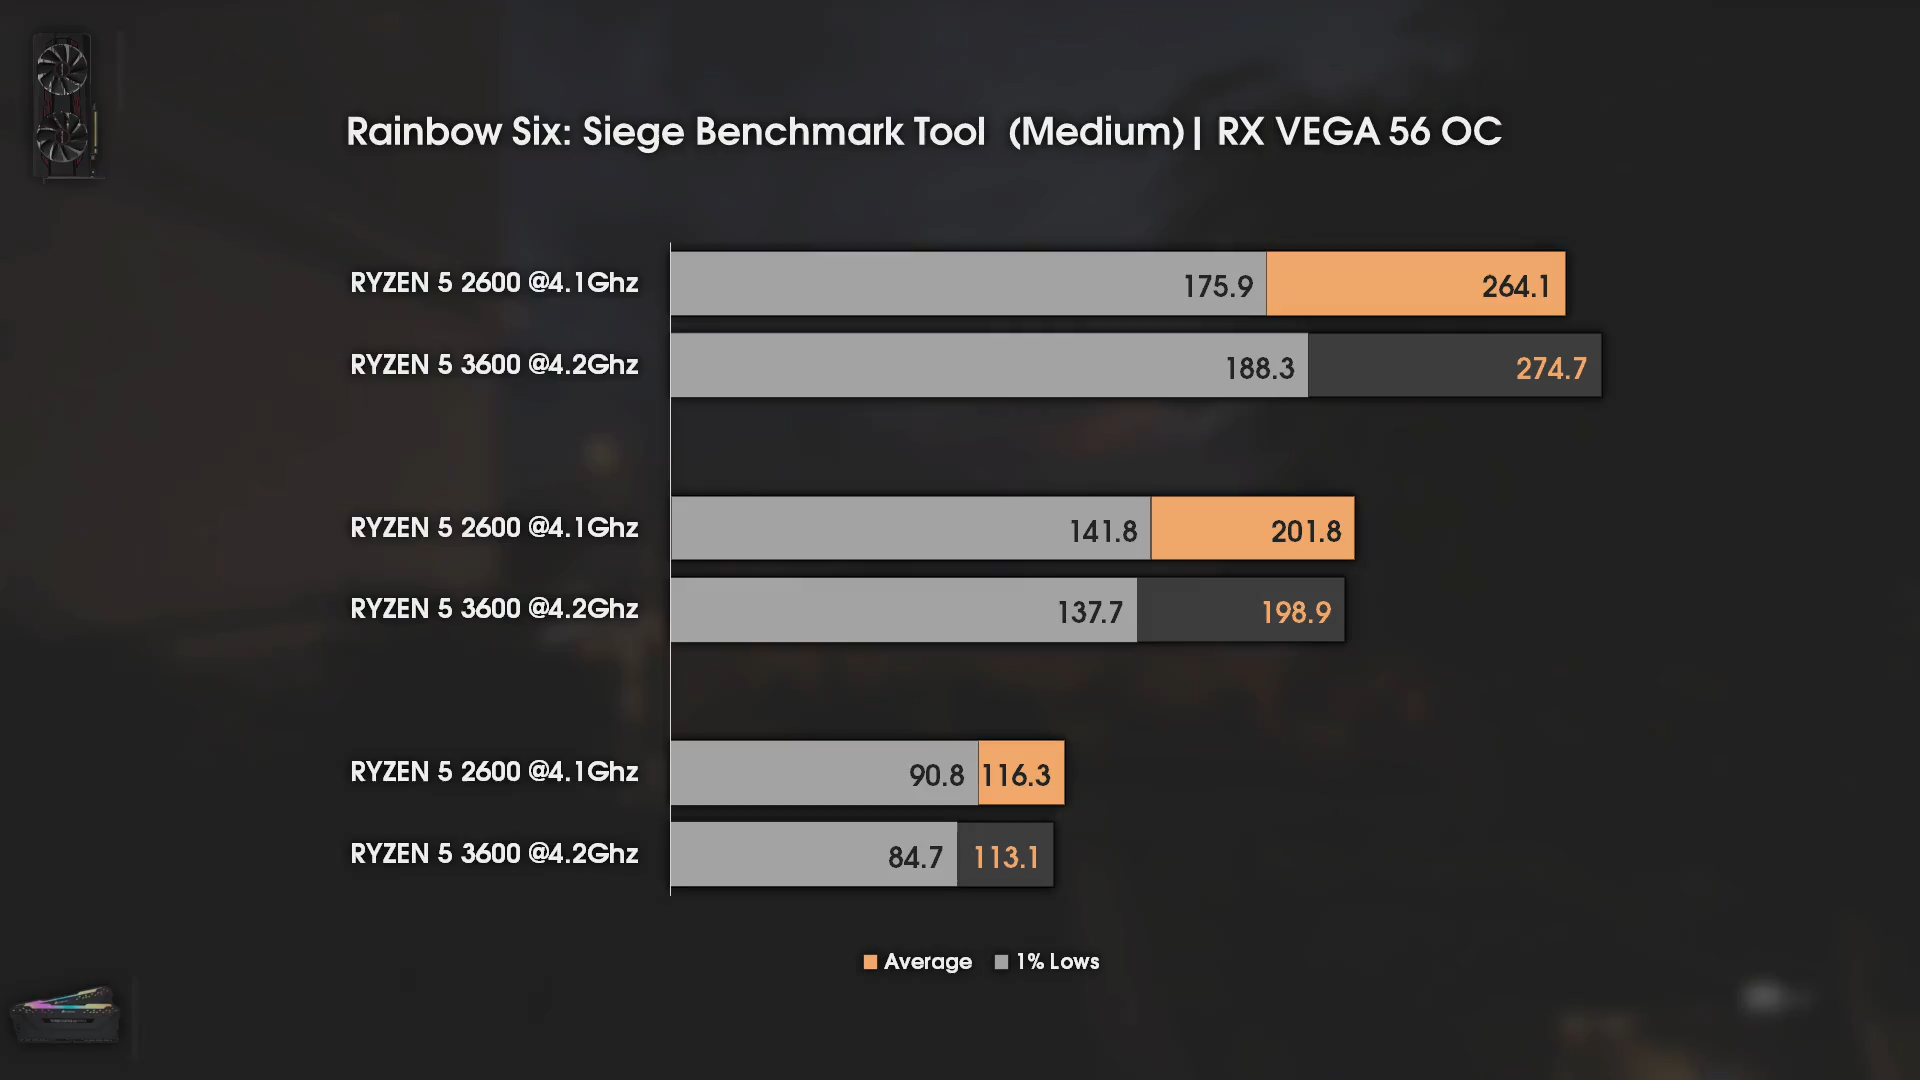 Rainbow Six: Siege Benchmark Tool (Medium)| RX VEGA 56 OC
RYZEN 5 2600 @4.1Ghz 175.9 264.1
RYZEN 5 3600 @4.2Ghz 188.3 274.7
RYZEN 5 2600 @4.1Ghz 141.8 201.8
RYZEN 5 3600 @4.2Ghz 137.7 198.9
RYZEN 5 2600 @4.1Ghz 90.8 116.3
RYZEN 5 3600 @4.2Ghz 84.7 113.1
Average 1% Lows